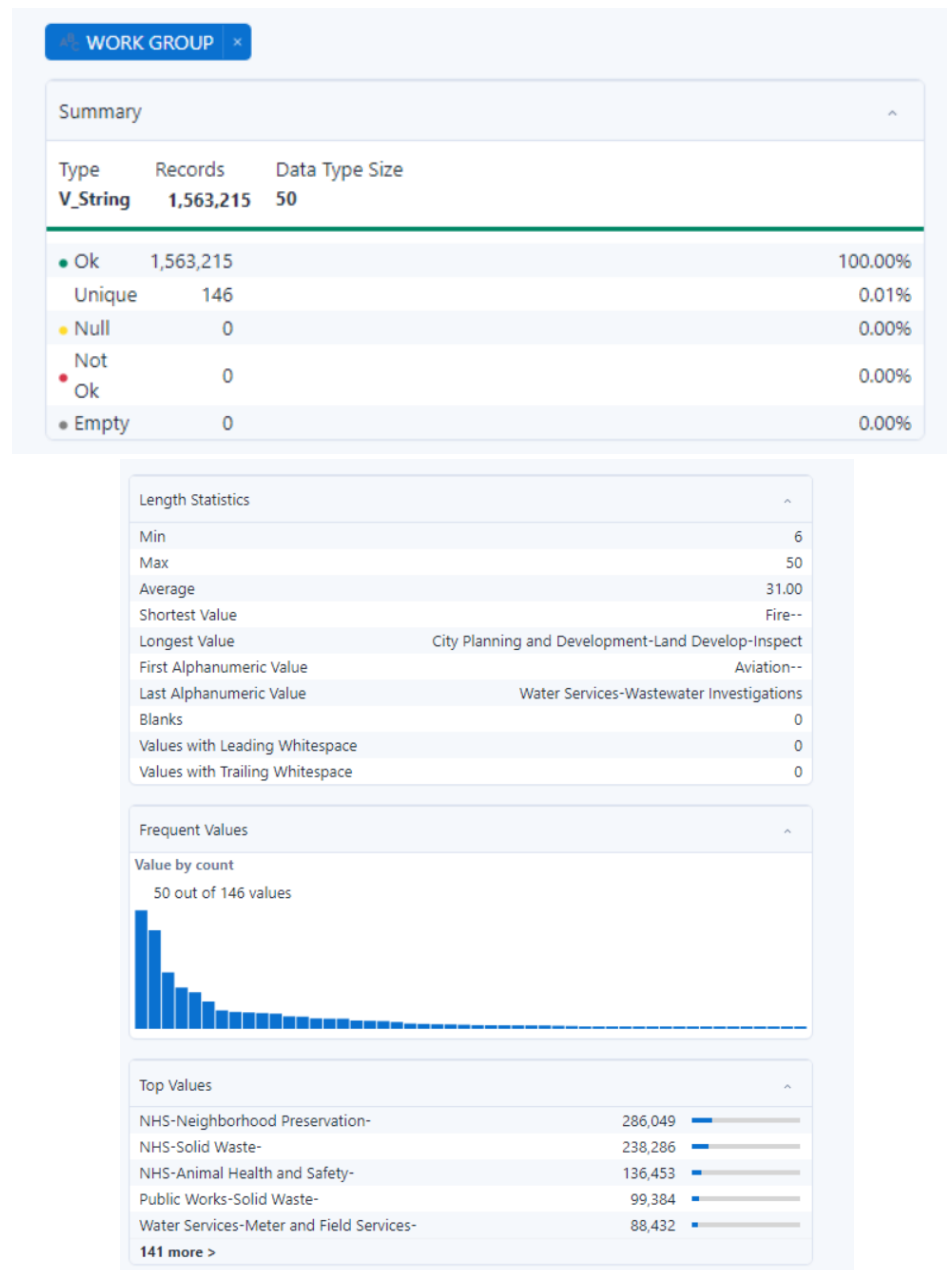 ABC WORK GROUP ×
Summary
Type Records Data Type Size
V_String 1,563,215 50
Ok 1,563,215 100.00%
Unique 146 0.01%
Null 0 0.00%
Not
Ok 0 0.00%
Empty 0 0.00%
Length Statistics
Min 6
Max 50
Average 31.00
Shortest Value Fire--
Longest Value City Planning and Development-Land Develop-Inspect
First Alphanumeric Value Aviation--
Last Alphanumeric Value Water Services-Wastewater Investigations
Blanks 0
Values with Leading Whitespace 0
Values with Trailing Whitespace 0
Frequent Values
Value by count
50 out of 146 values
Top Values
NHS-Neighborhood Preservation- 286,049
NHS-Solid Waste- 238,286
NHS-Animal Health and Safety- 136,453
Public Works-Solid Waste- 99,384
Water Services-Meter and Field Services- 88,432
141 more >